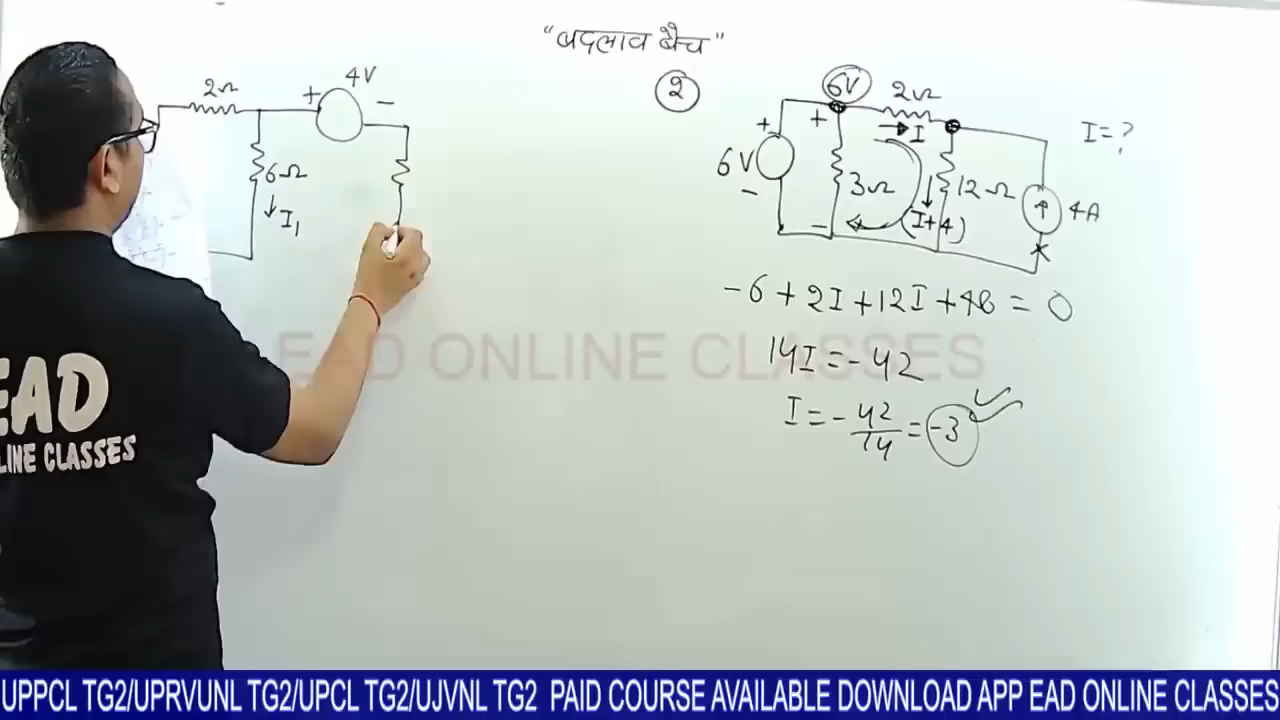 "बदलाव बैच"
2Ω
+ 4V -
6Ω
I₁
2
6V
2Ω
I
I=?
+
6V
-
+
3Ω
-
12Ω
(I+4)
4A
-6+2I+12I+48=0
14I=-42
I=-42/14=-3
EAD ONLINE CLASSES
EAD
LINE CLASSES
UPPCL TG2/UPRVUNL TG2/UPCL TG2/UJVNL TG2 PAID COURSE AVAILABLE DOWNLOAD APP EAD ONLINE CLASSES